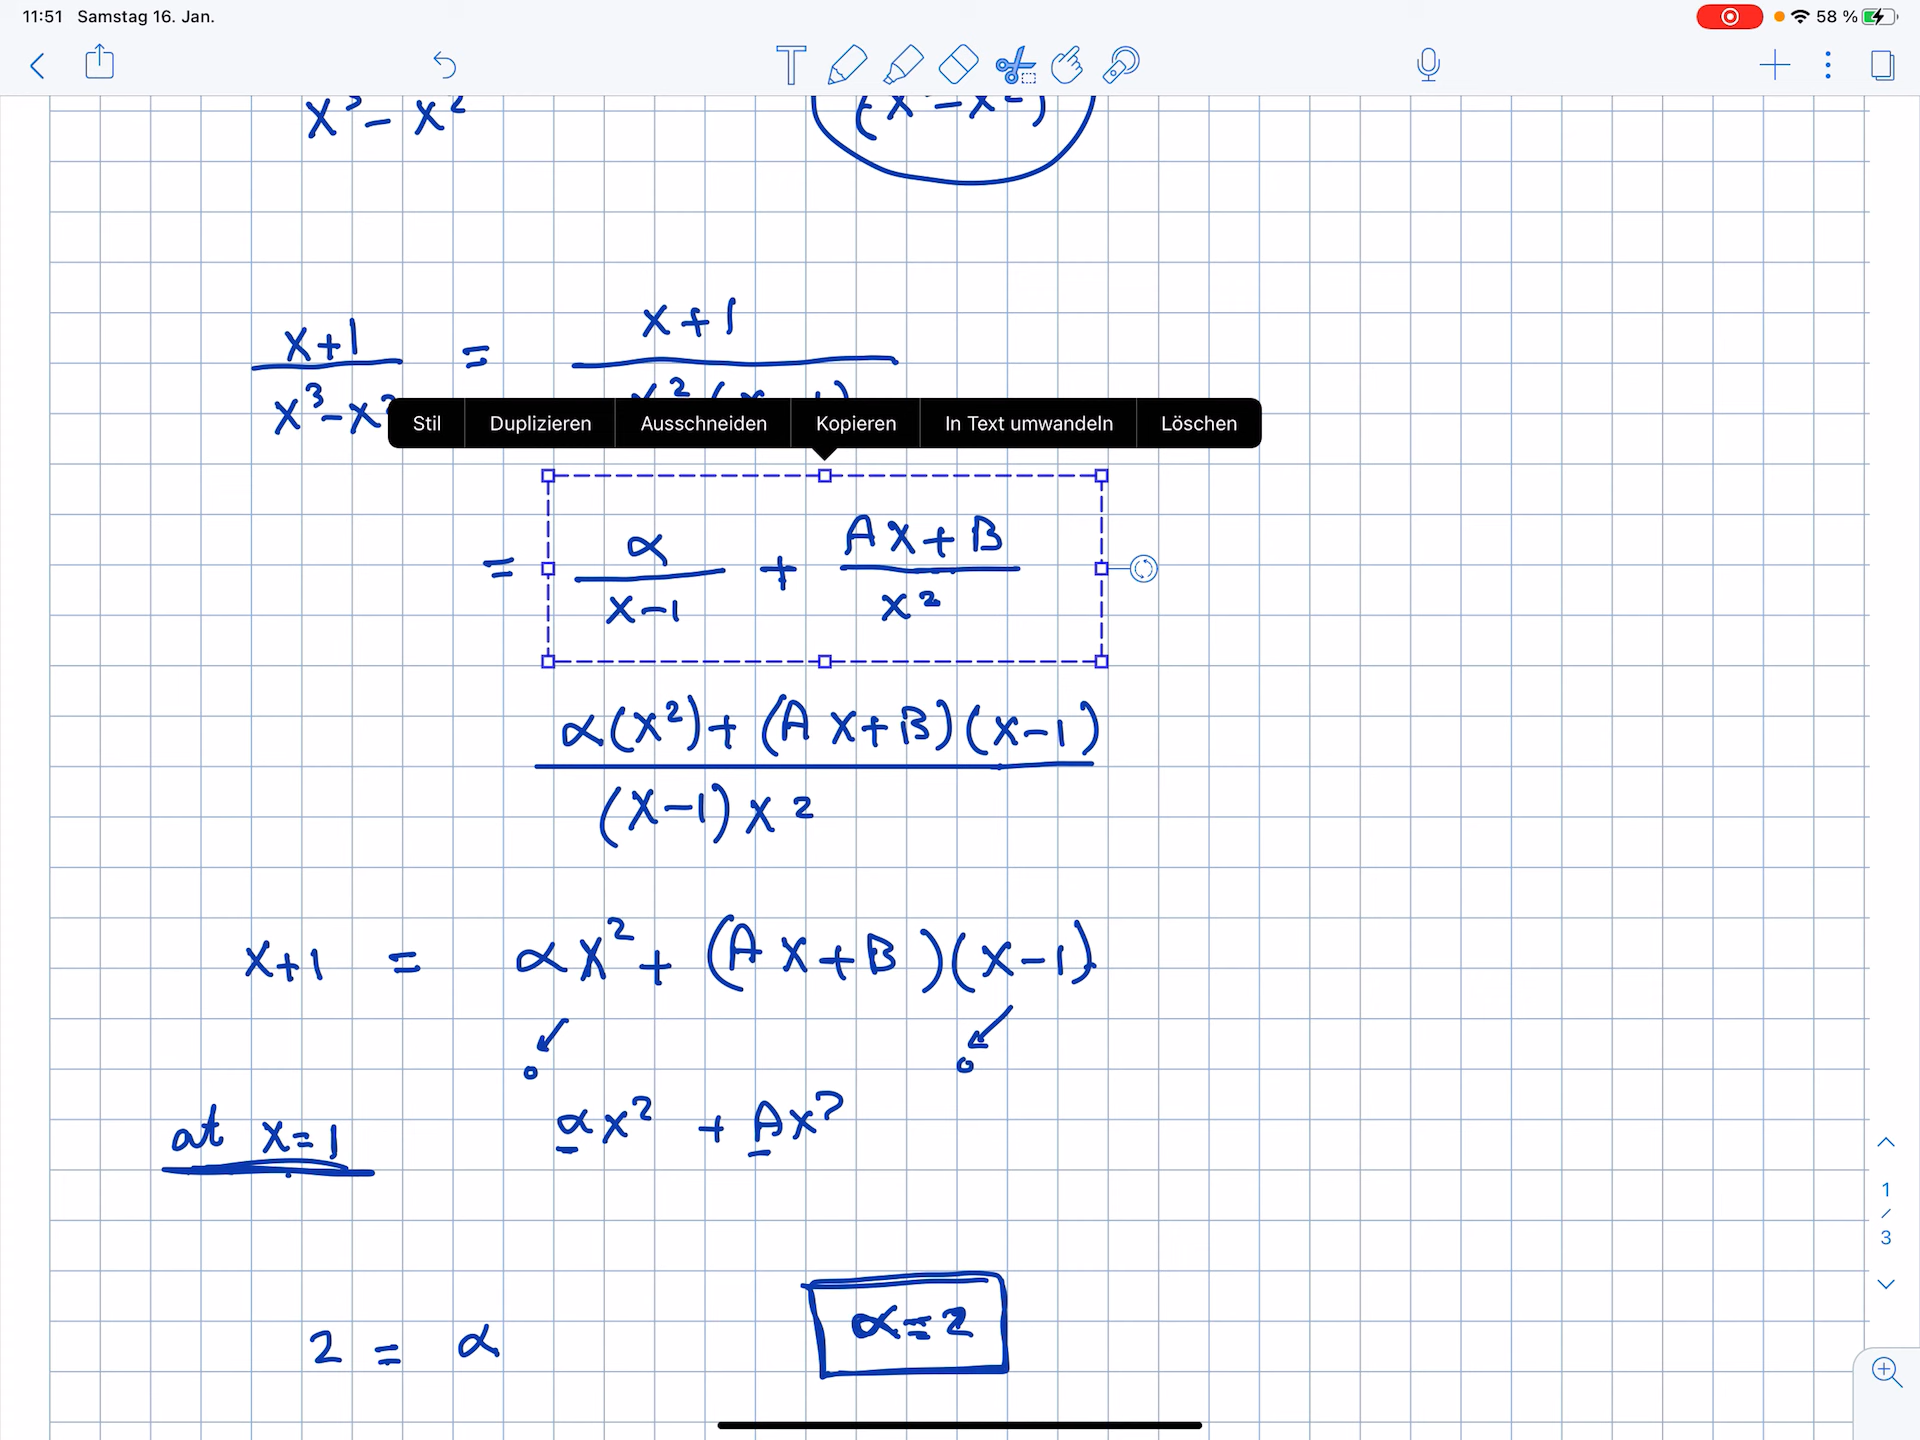 11:51 Samstag 16. Jan. 58 %
x³ - x² (x³ - x²)
x+1 = x+1
x³ - x² x² (x - 1)
Stil Duplizieren Ausschneiden Kopieren In Text umwandeln Löschen
= α/x-1 + Ax+B/x²
α(x²) + (Ax+B)(x-1)
(x-1) x²
x+1 = αx² + (Ax+B)(x-1)
0 0
at x=1 αx² + Ax²
1
/
3
2 = α α=2